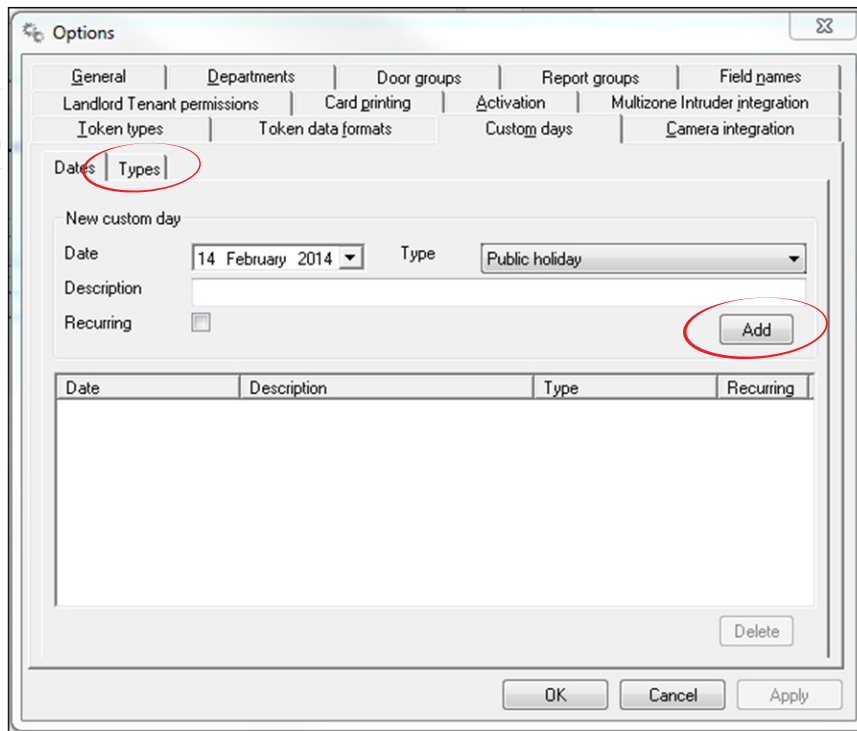 Options
General Departments Door groups Report groups Field names
Landlord Tenant permissions Card printing Activation Multizone Intruder integration
Token types Token data formats Custom days Camera integration
Dates Types
New custom day
Date 14 February 2014 Type Public holiday
Description
Recurring Add
Date Description Type Recurring
Delete
OK Cancel Apply